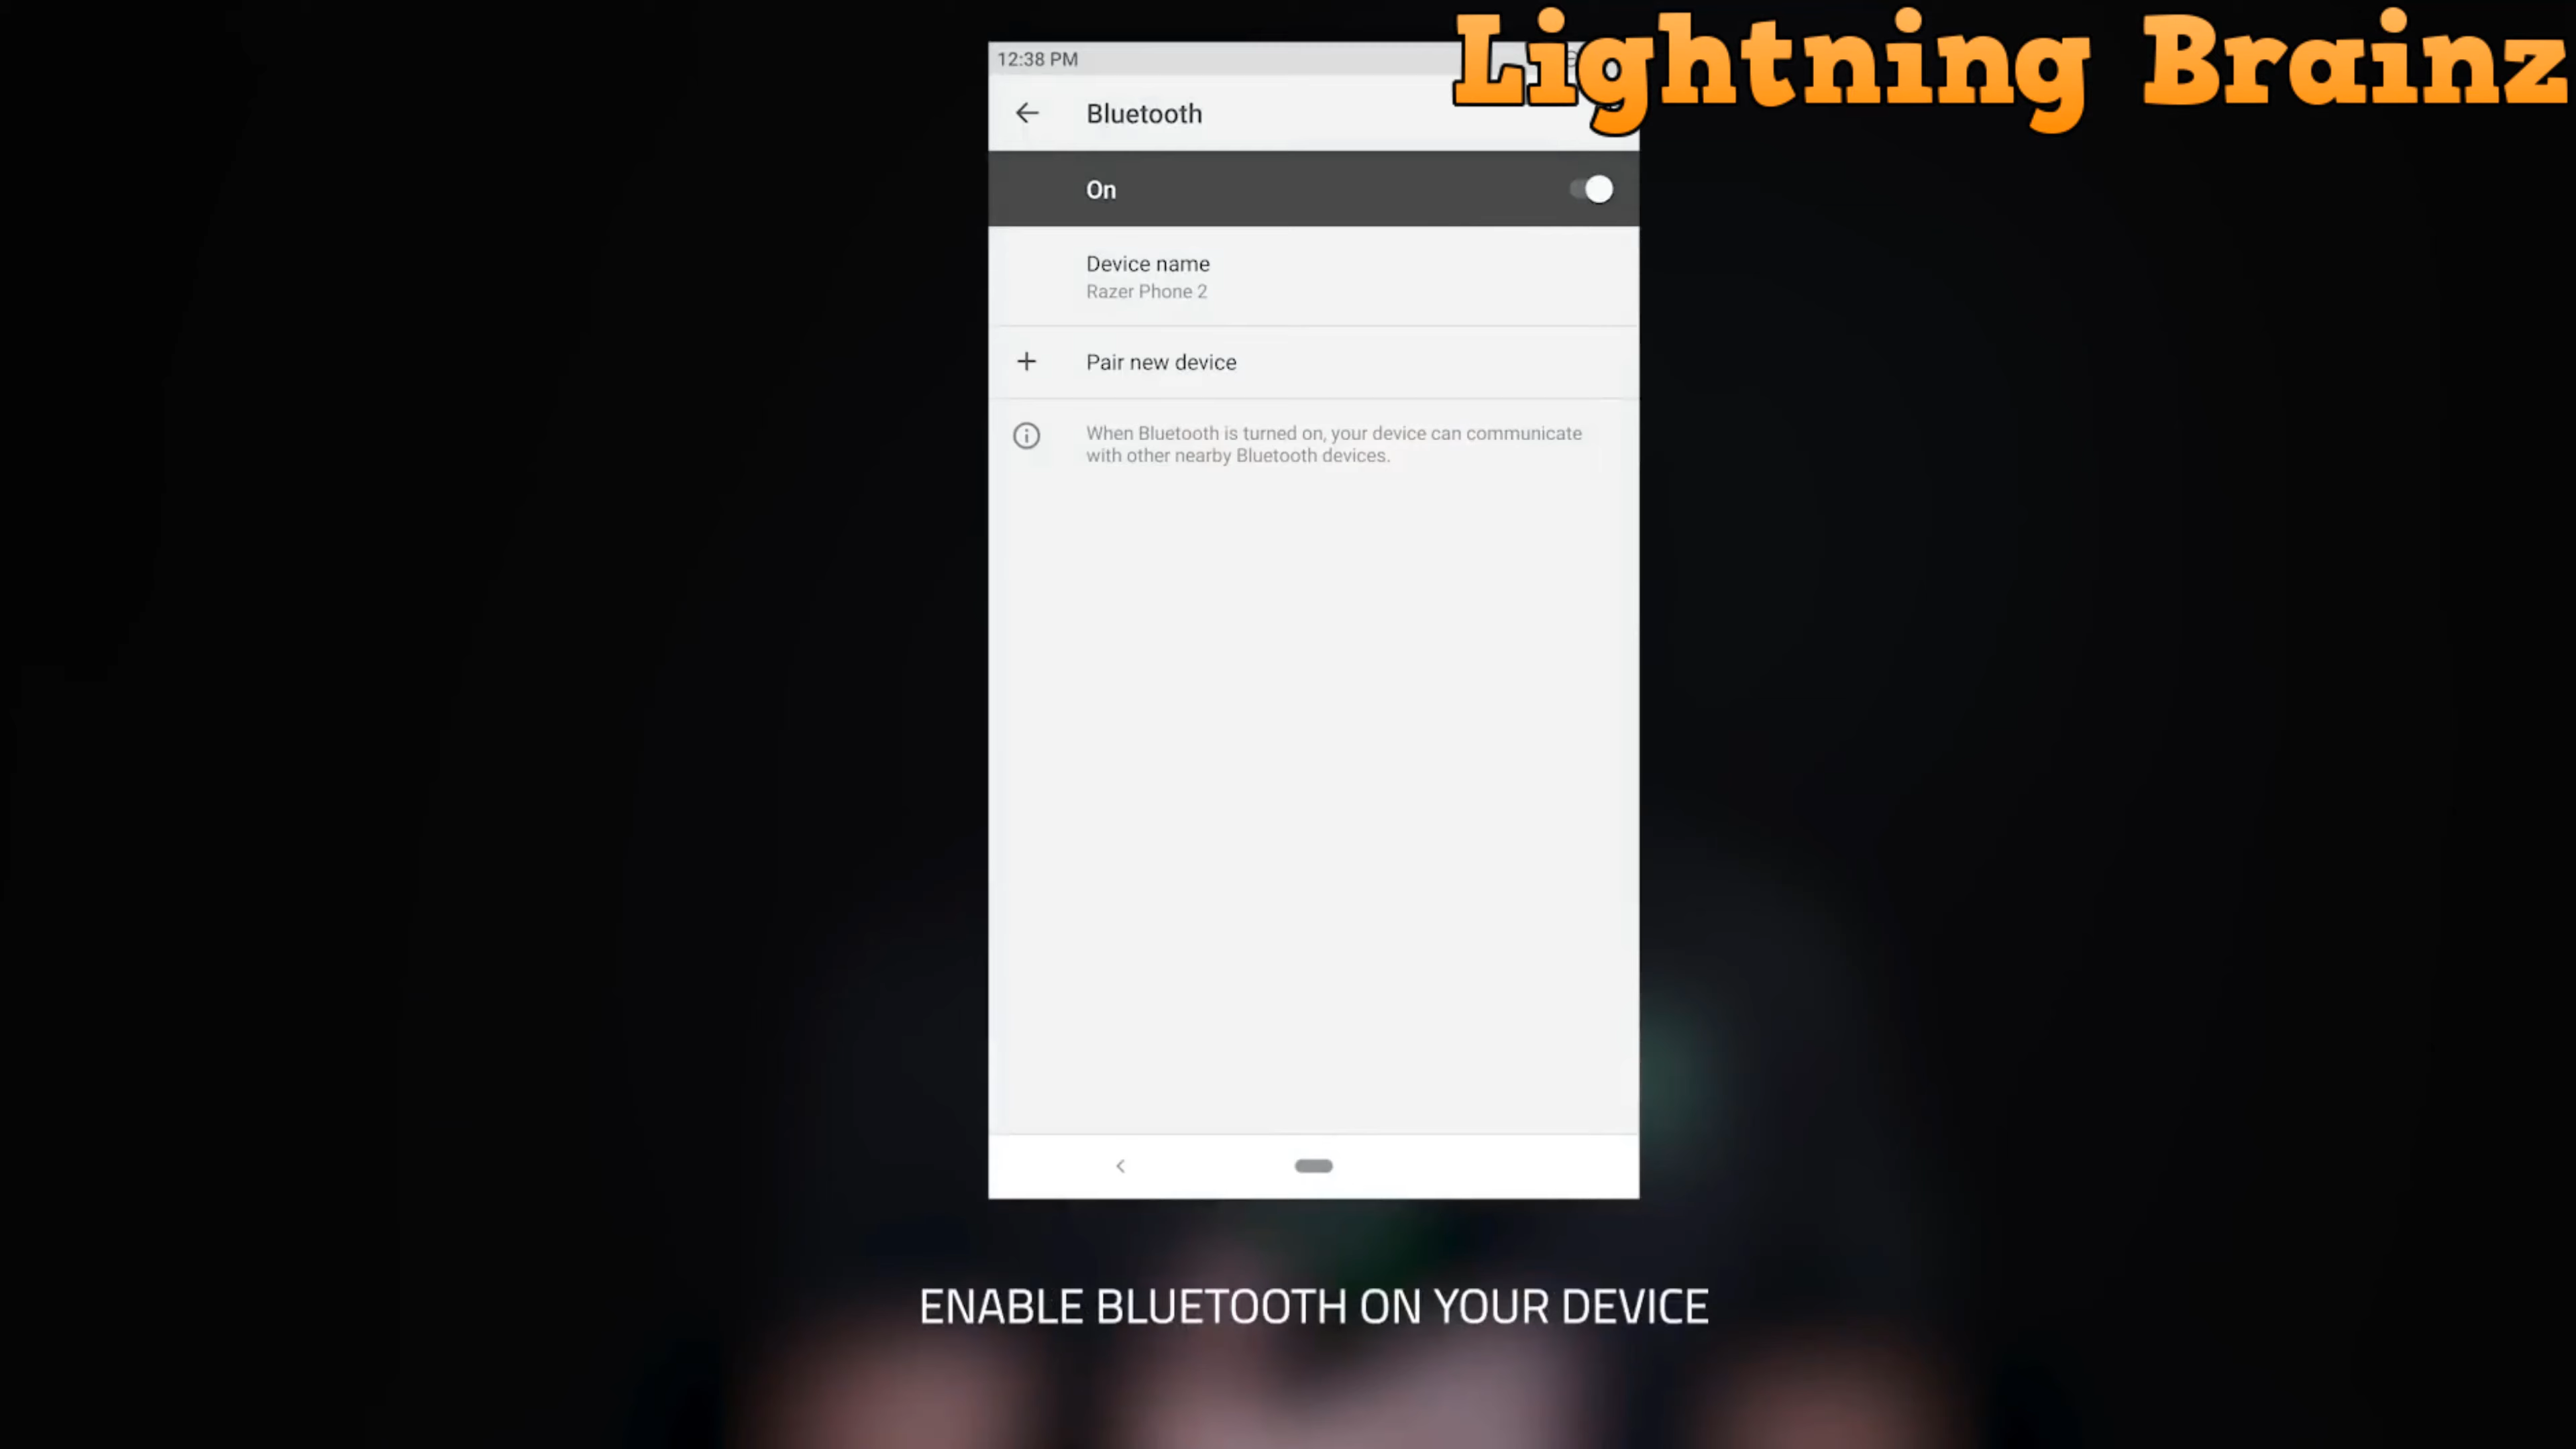 Lightning Brainz
12:38 PM
Bluetooth
On
Device name
Razer Phone 2
Pair new device
When Bluetooth is turned on, your device can communicate
with other nearby Bluetooth devices.
ENABLE BLUETOOTH ON YOUR DEVICE